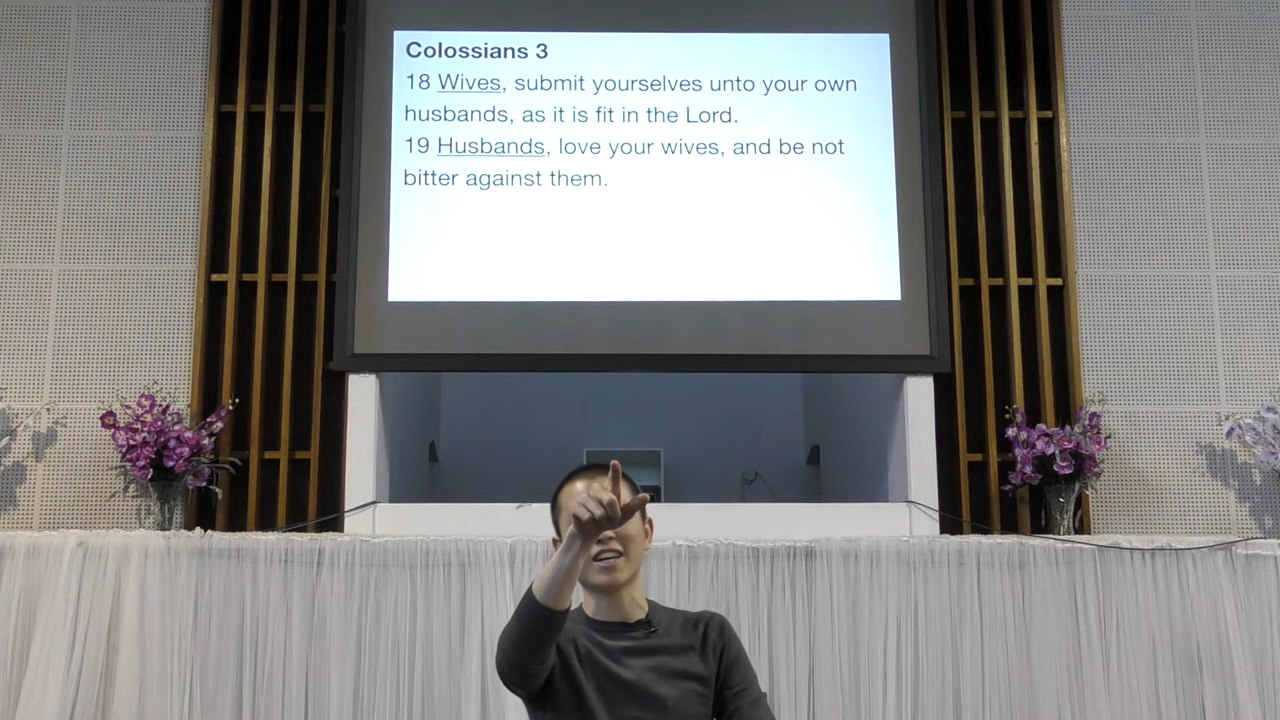 Colossians 3
18 Wives, submit yourselves unto your own
husbands, as it is fit in the Lord.
19 Husbands, love your wives, and be not
bitter against them.